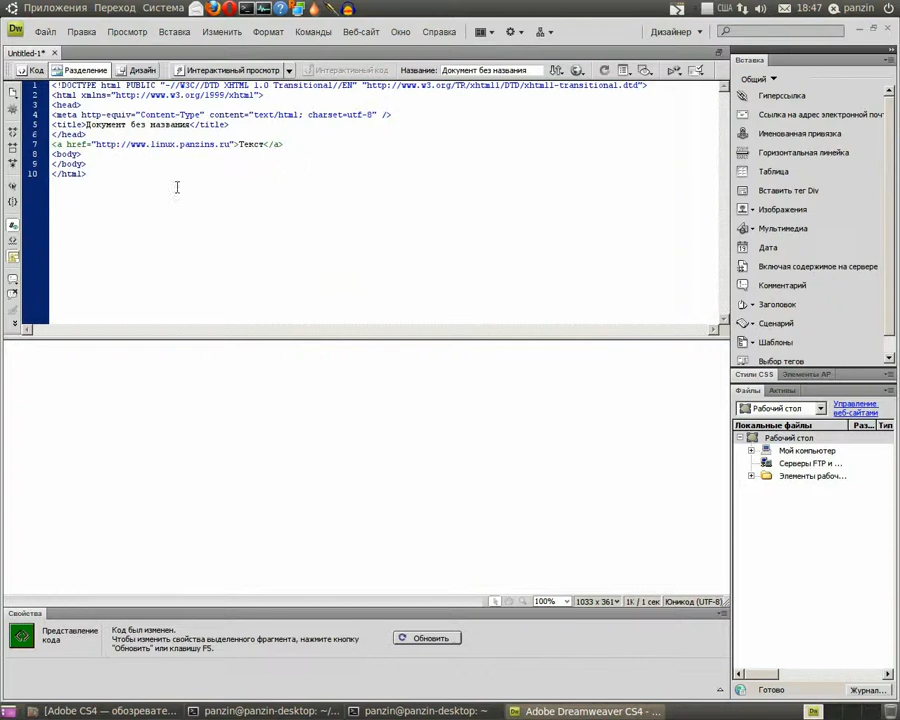 Приложения Переход Система
США 18:47 panzin
Dw Файл Правка Просмотр Вставка Изменить Формат Команды Веб-сайт Окно Справка Дизайнер
Untitled-1*
Код Разделение Дизайн Интерактивный просмотр Интерактивный код Название: Документ без названия
1 <!DOCTYPE html PUBLIC "-//W3C//DTD XHTML 1.0 Transitional//EN" "http://www.w3.org/TR/xhtml1/DTD/xhtml1-transitional.dtd">
2 <html xmlns="http://www.w3.org/1999/xhtml">
3 <head>
4 <meta http-equiv="Content-Type" content="text/html; charset=utf-8" />
5 <title>Документ без названия</title>
6 </head>
7 <a href="http://www.linux.panzins.ru">Текст</a>
8 <body>
9 </body>
10 </html>
Вставка
Общий
Гиперссылка
Ссылка на адрес электронной поч
Именованная привязка
Горизонтальная линейка
Таблица
Вставить тег Div
Изображения
Мультимедиа
Дата
Включая содержимое на сервере
Комментарий
Заголовок
Сценарий
Шаблоны
Выбор тегов
Стили CSS Элементы AP
Файлы Активы
Рабочий стол Управление веб-сайтами
Локальные файлы Раз... Тип
Рабочий стол
Мой компьютер
Серверы FTP и ...
Элементы рабоч...
100% 1033 x 361 1K / 1 сек Юникод (UTF-8)
Свойства
Представление кода
Код был изменен.
Чтобы изменить свойства выделенного фрагмента, нажмите кнопку
"Обновить" или клавишу F5.
Обновить
Готово Журнал...
[Adobe CS4 - обозревате... panzin@panzin-desktop: ~/... panzin@panzin-desktop: ~ Adobe Dreamweaver CS4 - ...